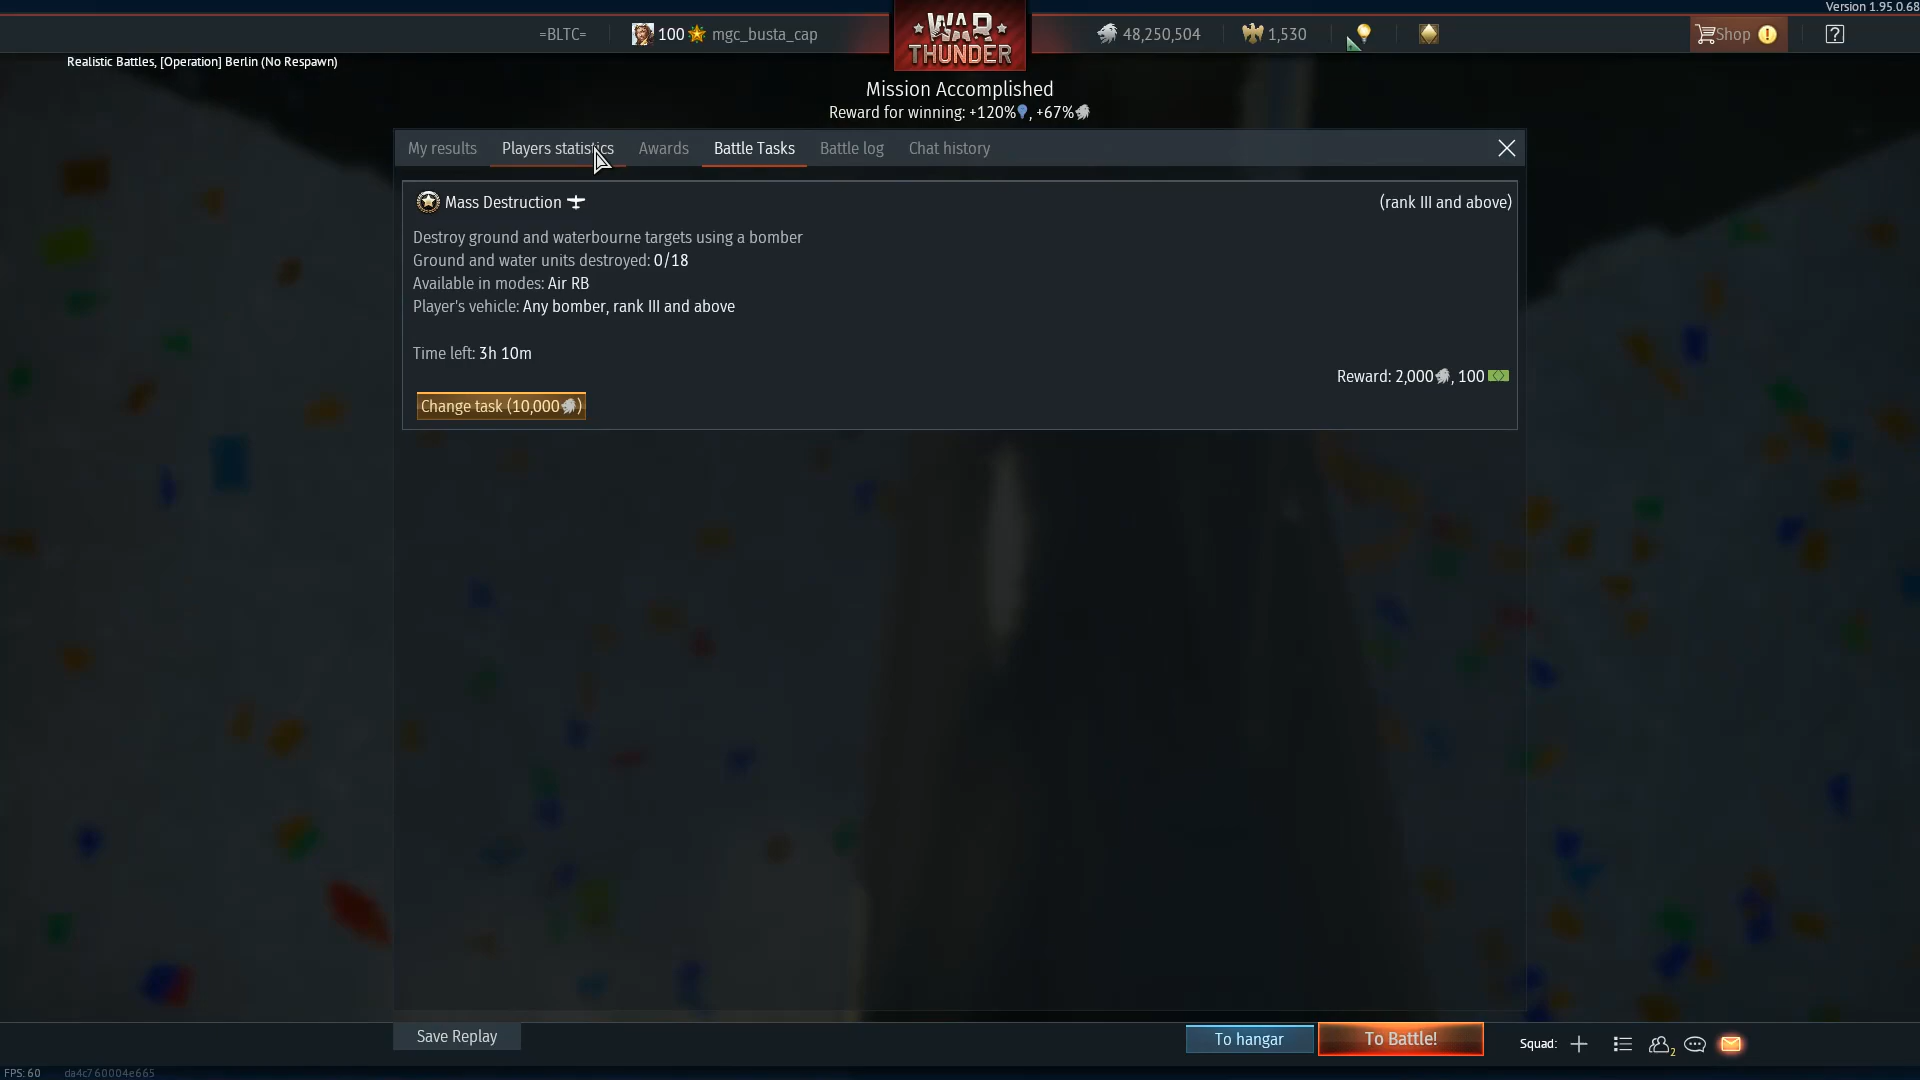 Version 1.95.0.68
=BLTC= 100 mgc_busta_cap
WAR THUNDER
48,250,504 1,530
Shop
Realistic Battles, [Operation] Berlin (No Respawn)
Mission Accomplished
Reward for winning: +120%, +67%
My results Players statistics Awards Battle Tasks Battle log Chat history
Mass Destruction (rank III and above)
Destroy ground and waterbourne targets using a bomber
Ground and water units destroyed: 0/18
Available in modes: Air RB
Player's vehicle: Any bomber, rank III and above
Time left: 3h 10m
Reward: 2,000, 100
Change task (10,000)
Save Replay To hangar To Battle! Squad: 2
FPS: 60 da4c760004e665